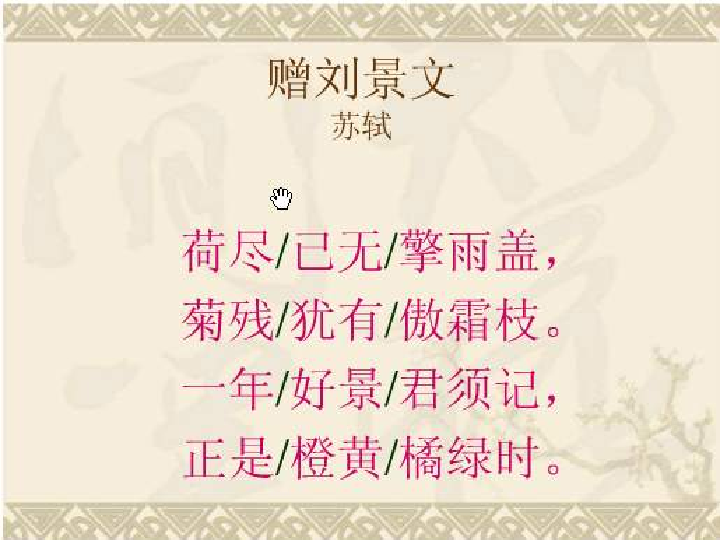 赠刘景文
苏轼
荷尽/已无/擎雨盖，
菊残/犹有/傲霜枝。
一年/好景/君须记，
正是/橙黄/橘绿时。